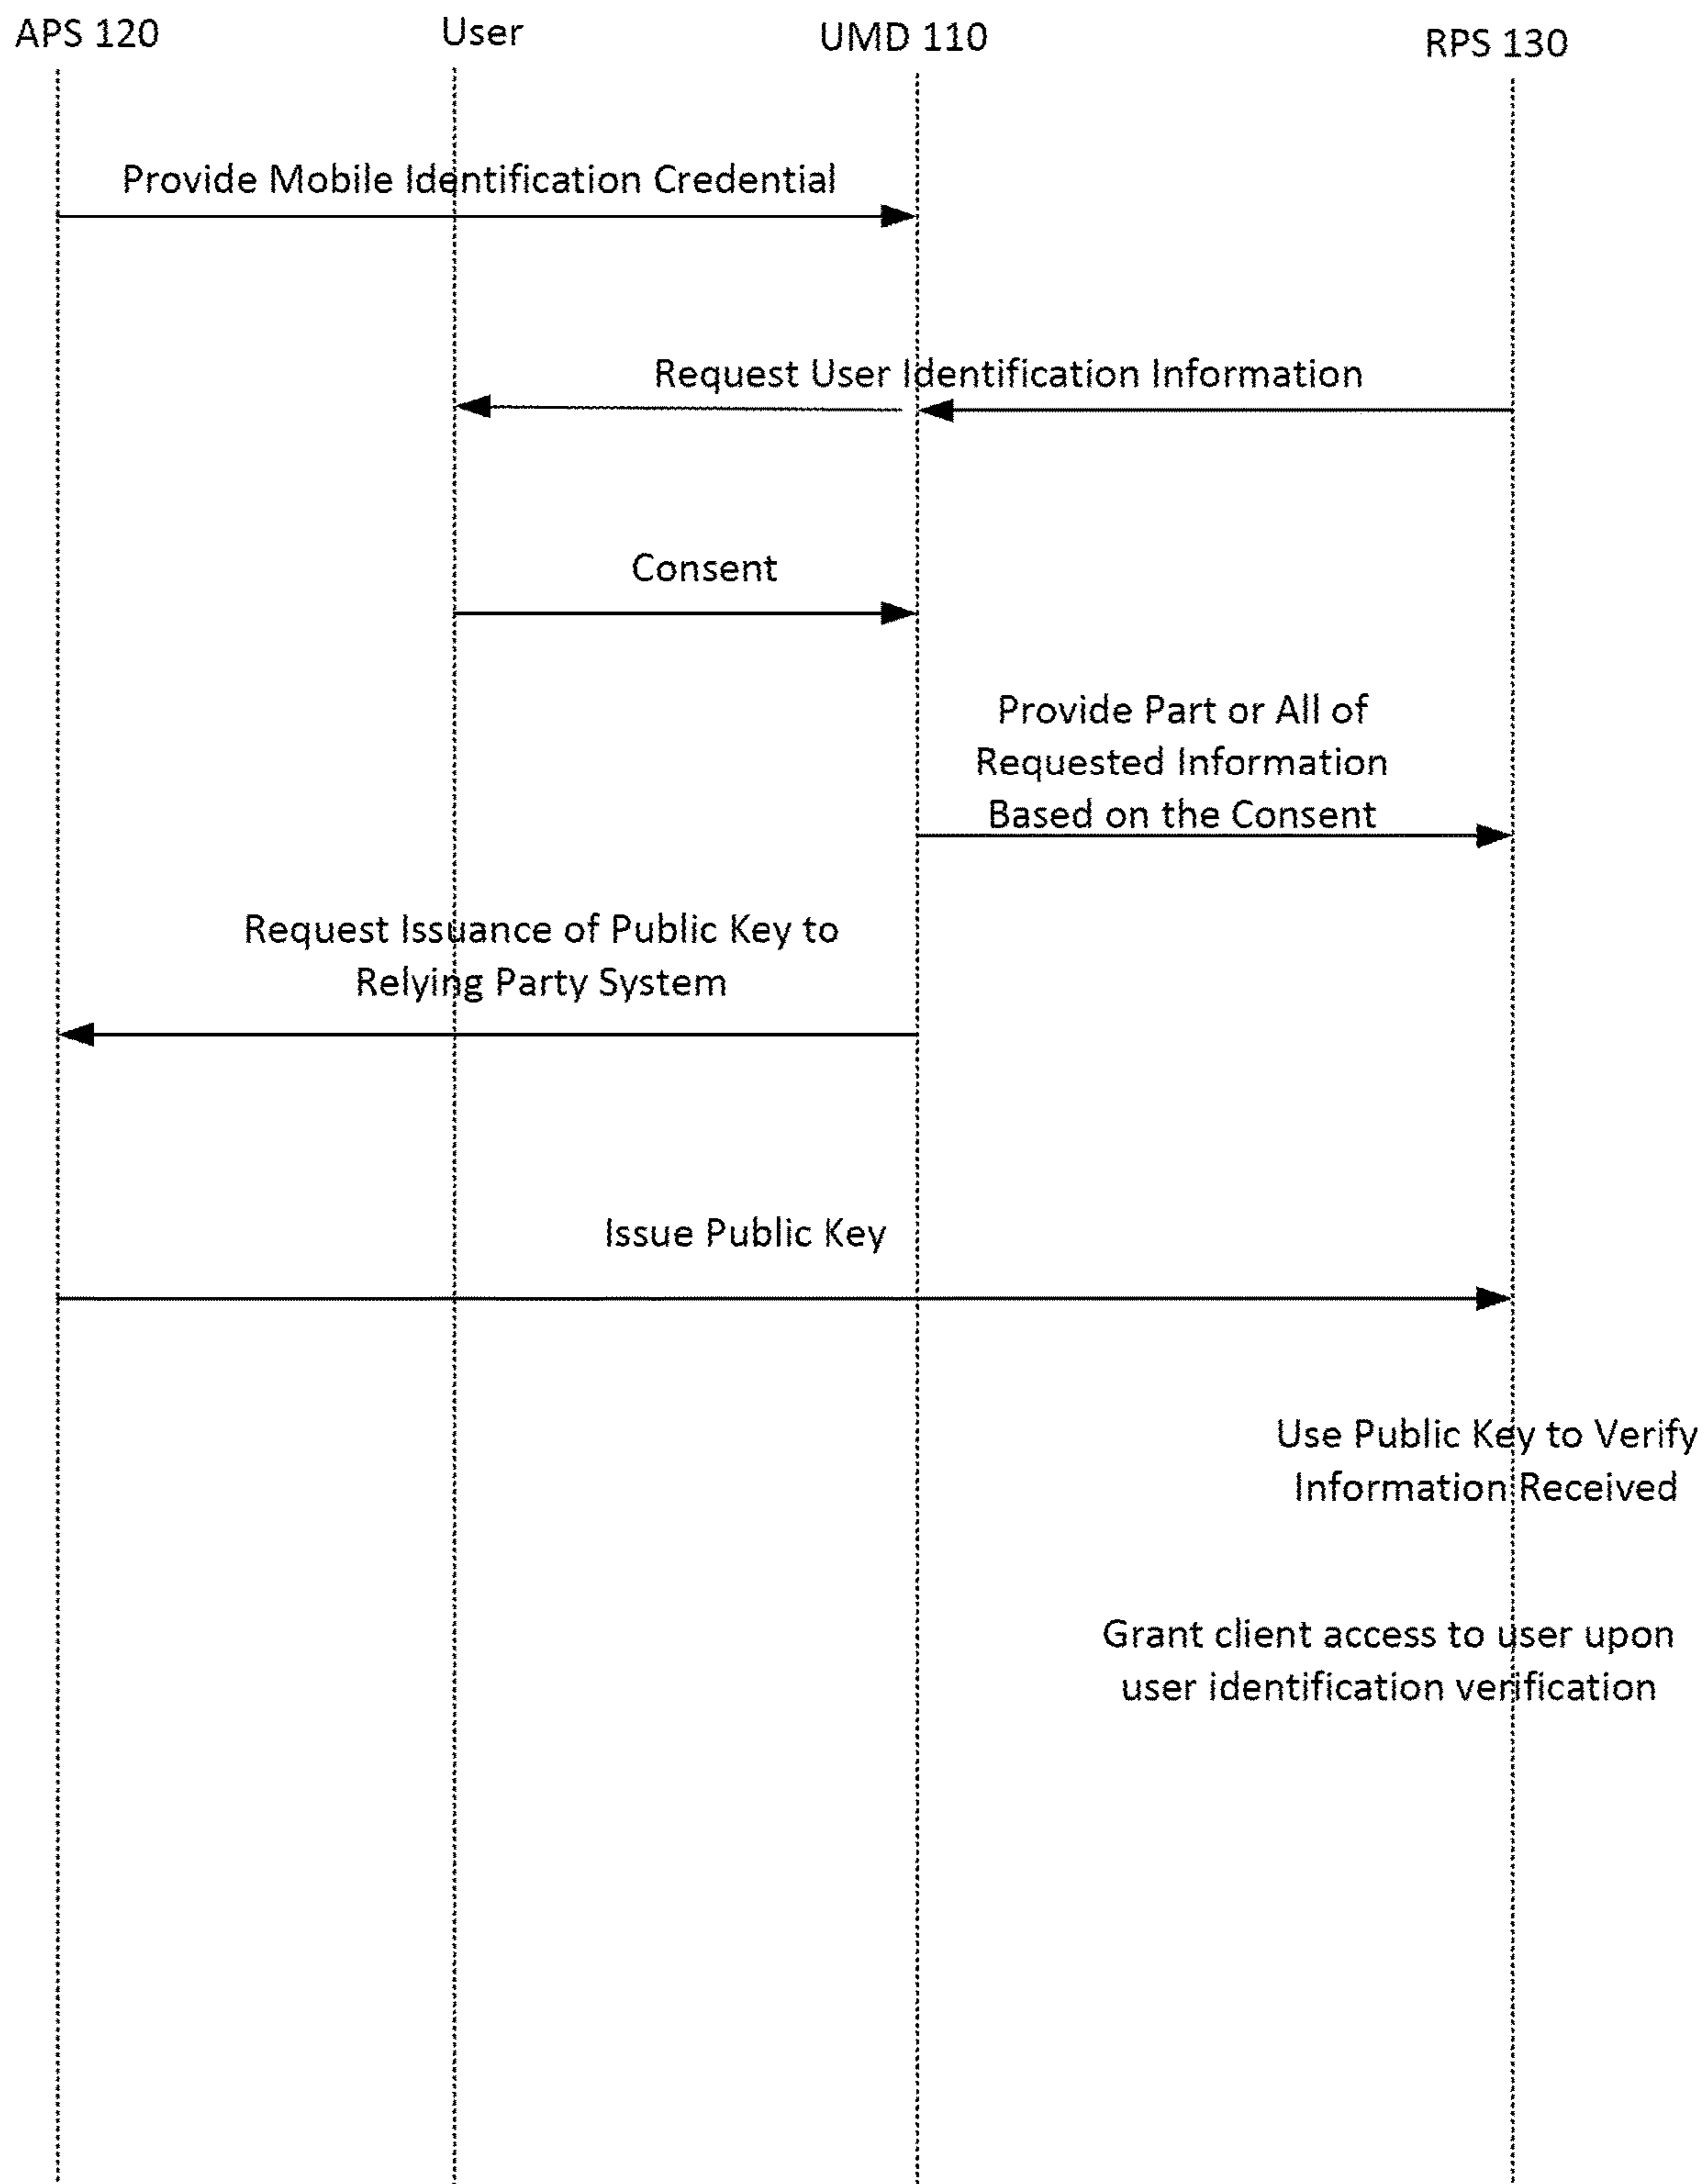 APS 120
User
UMD 110
RPS 130
Provide Mobile Identification Credential
Request User Identification Information
Consent
Provide Part or All of
Requested Information
Based on the Consent
Request Issuance of Public Key to
Relying Party System
Issue Public Key
Use Public Key to Verify
Information Received
Grant client access to user upon
user identification verification